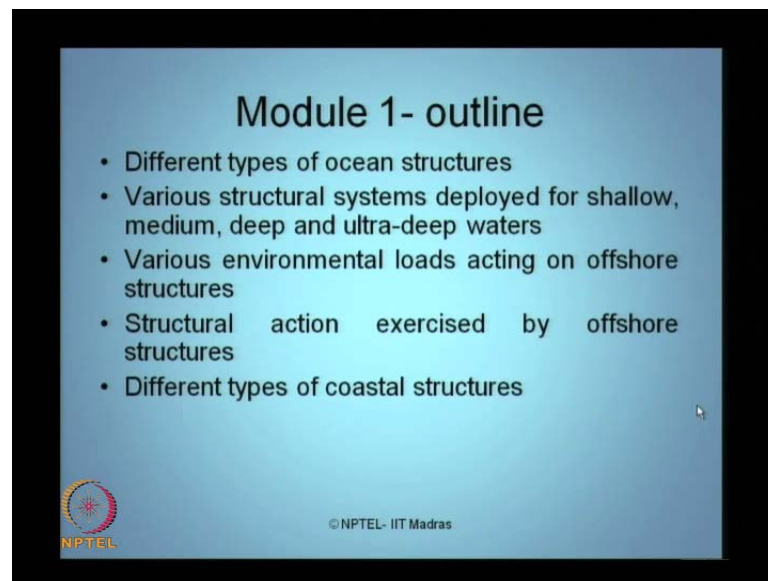 Module 1- outline
• Different types of ocean structures
• Various structural systems deployed for shallow,
medium, deep and ultra-deep waters
• Various environmental loads acting on offshore
structures
• Structural action exercised by offshore
structures
• Different types of coastal structures
NPTEL
© NPTEL- IIT Madras